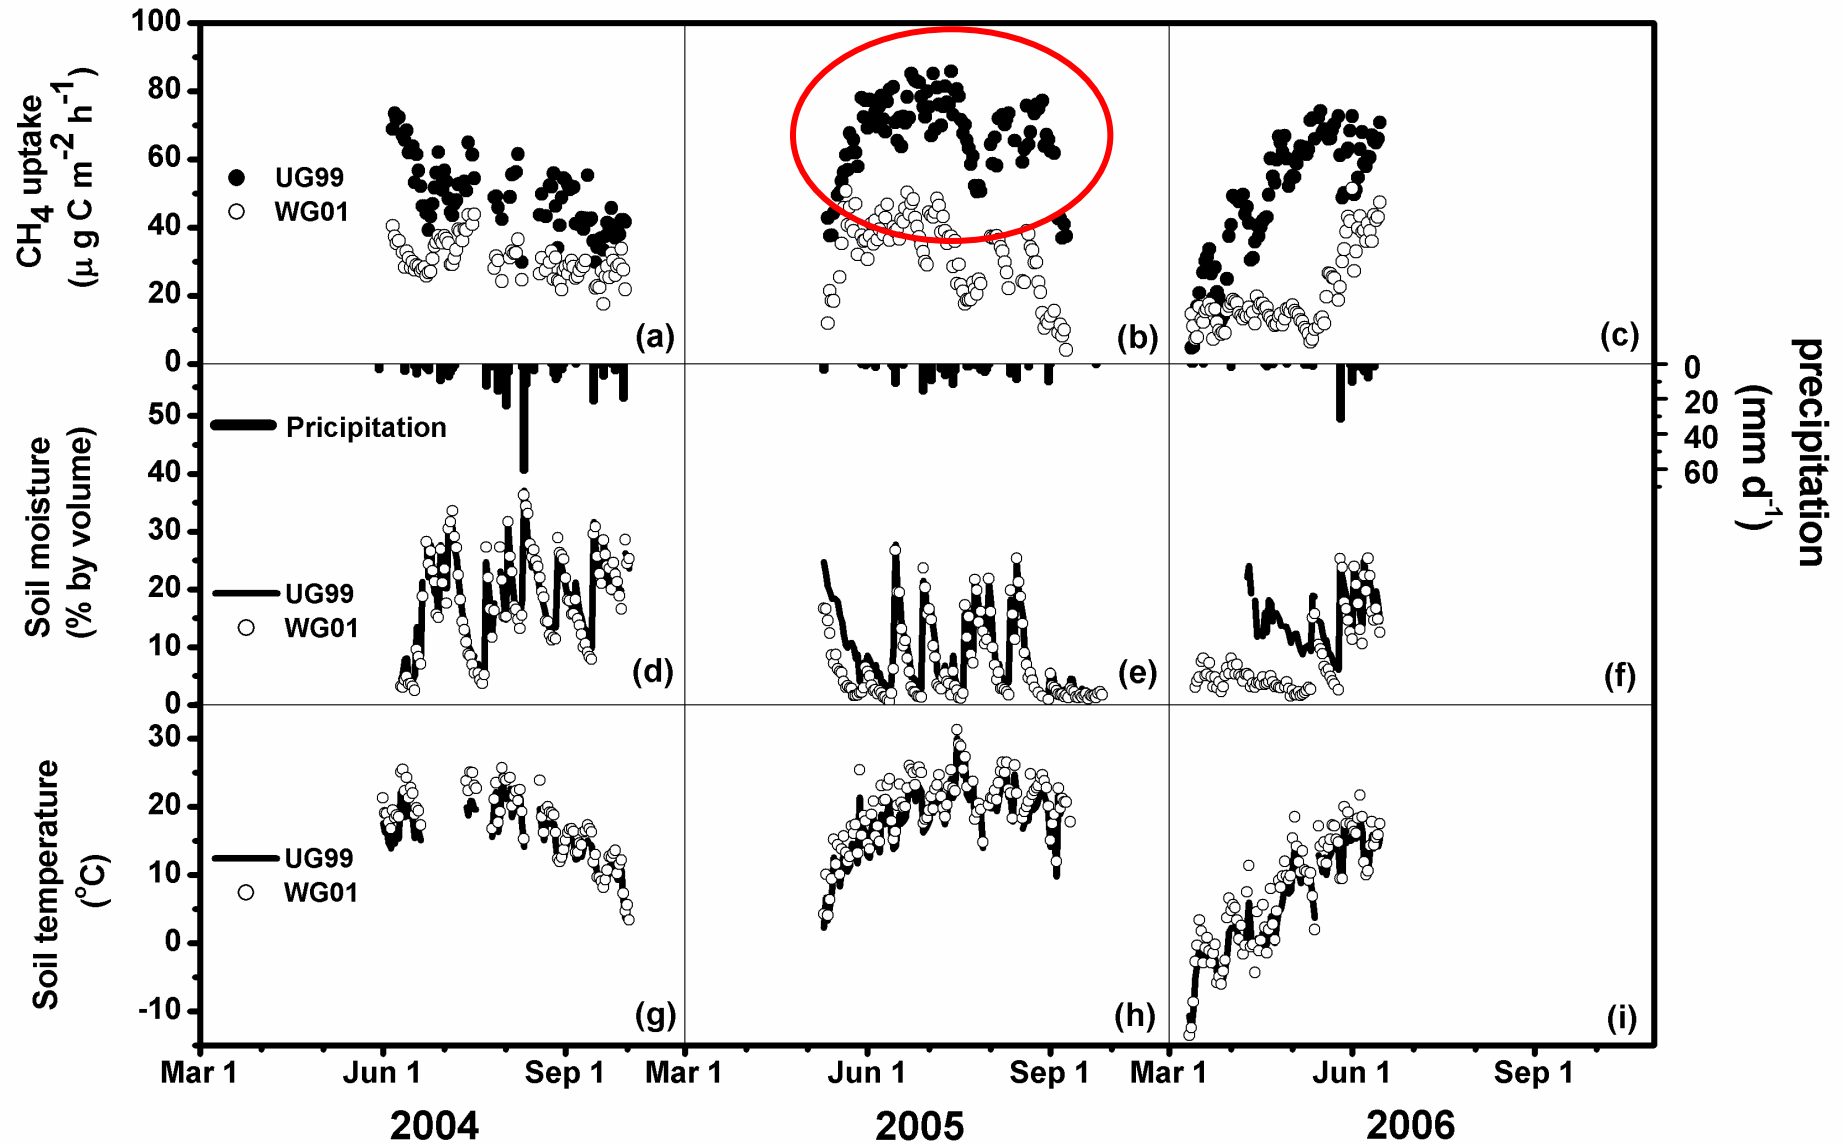 100
80
60
40
20
0
CH4 uptake
(μ g C m-2 h-1)
UG99
WG01
(a)
(b)
(c)
50
40
30
20
10
0
Soil moisture
(% by volume)
Pricipitation
UG99
WG01
(d)
(e)
(f)
0
20
40
60
precipitation
(mm d-1)
30
20
10
0
-10
Soil temperature
(oC)
UG99
WG01
(g)
(h)
(i)
Mar 1 Jun 1 Sep 1 Mar 1 Jun 1 Sep 1 Mar 1 Jun 1 Sep 1
2004 2005 2006